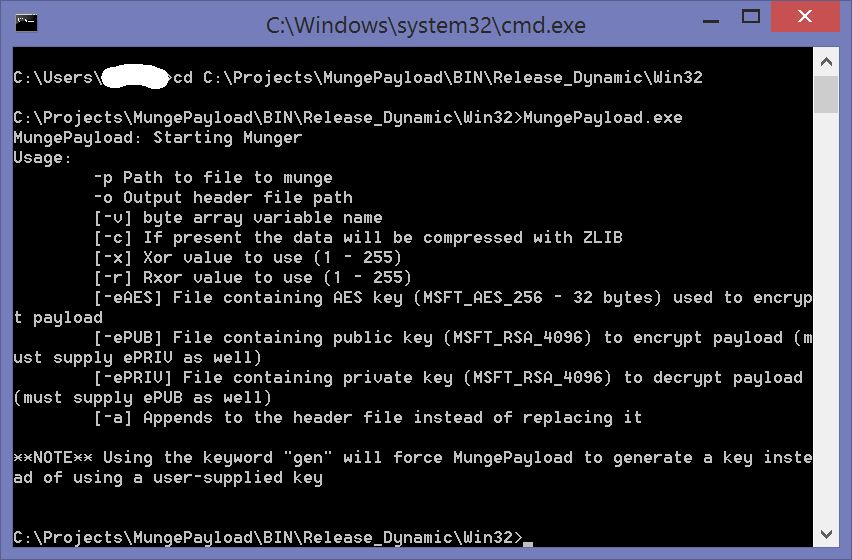 C:\Windows\system32\cmd.exe
C:\Users\ >cd C:\Projects\MungePayload\BIN\Release_Dynamic\Win32
C:\Projects\MungePayload\BIN\Release_Dynamic\Win32>MungePayload.exe
MungePayload: Starting Munger
Usage:
-p Path to file to munge
-o Output header file path
[-v] byte array variable name
[-c] If present the data will be compressed with ZLIB
[-x] Xor value to use (1 - 255)
[-r] Rxor value to use (1 - 255)
[-eAES] File containing AES key (MSFT_AES_256 - 32 bytes) used to encryp
t payload
[-ePUB] File containing public key (MSFT_RSA_4096) to encrypt payload (m
ust supply ePRIV as well)
[-ePRIV] File containing private key (MSFT_RSA_4096) to decrypt payload
(must supply ePUB as well)
[-a] Appends to the header file instead of replacing it
**NOTE** Using the keyword "gen" will force MungePayload to generate a key inste
ad of using a user-supplied key
C:\Projects\MungePayload\BIN\Release_Dynamic\Win32>_